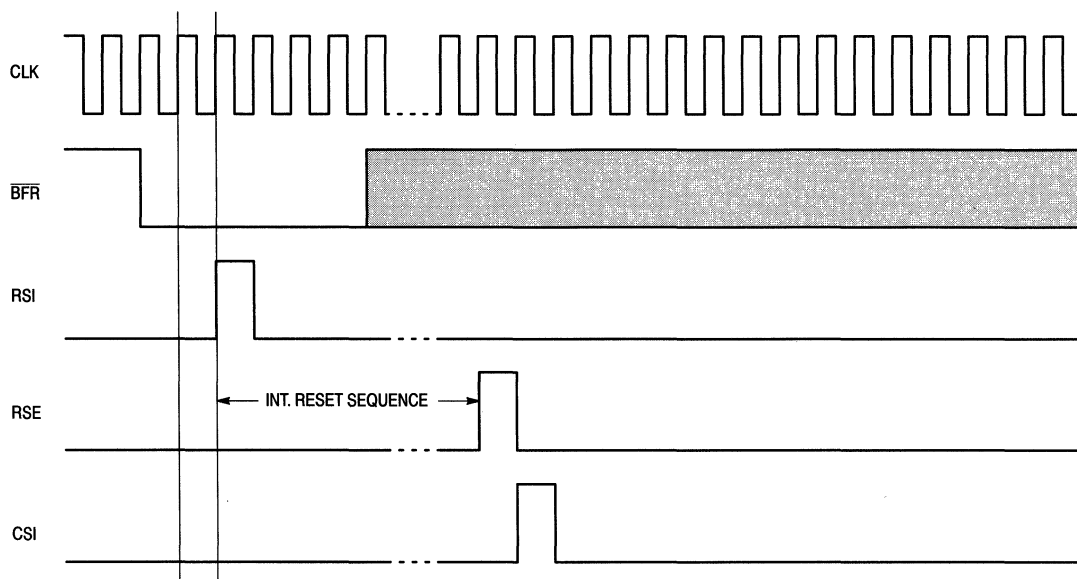 CLK
BFR
RSI
RSE
INT. RESET SEQUENCE
CSI